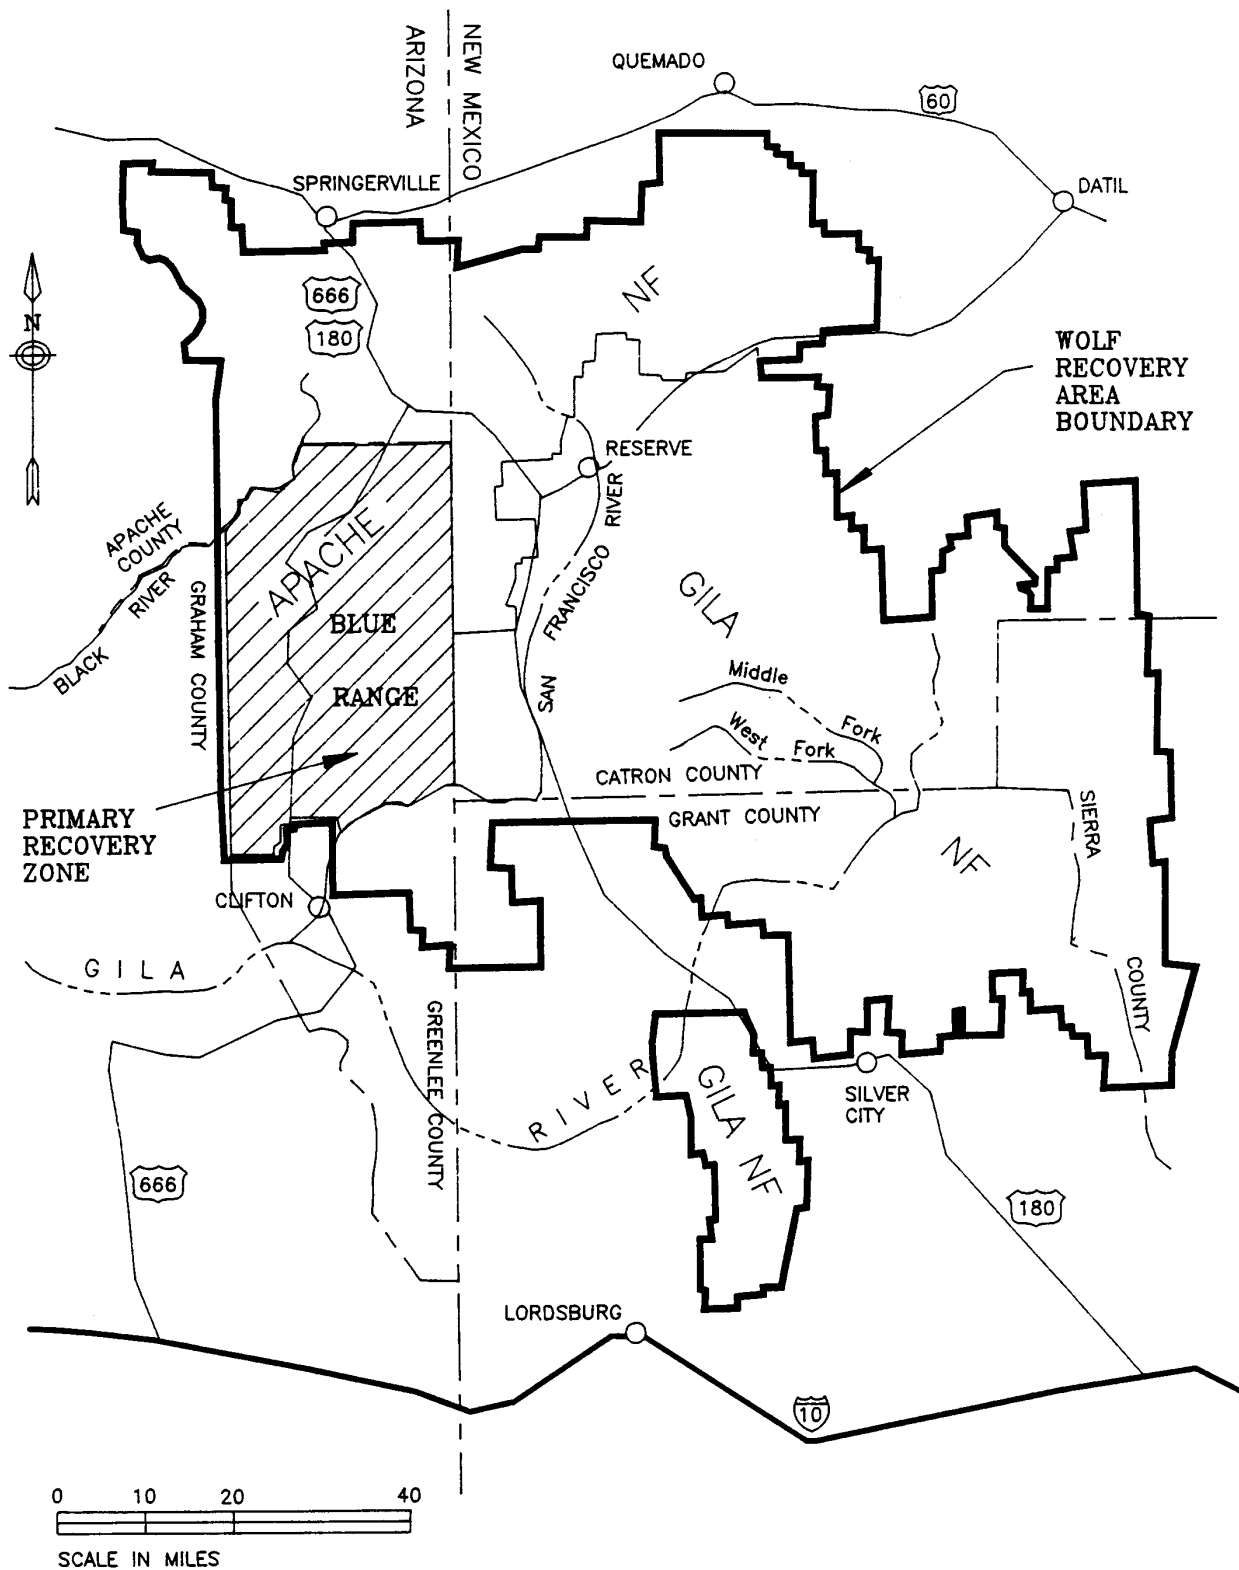 NEW MEXICO
ARIZONA
QUEMADO
60
SPRINGERVILLE
DATIL
666
180
NF
N
WOLF
RECOVERY
AREA
BOUNDARY
RESERVE
APACHE
COUNTY
BLACK RIVER
GRAHAM COUNTY
APACHE
BLUE
RANGE
SAN FRANCISCO RIVER
GILA
Middle Fork
West Fork
CATRON COUNTY
GRANT COUNTY
SIERRA COUNTY
NF
PRIMARY
RECOVERY
ZONE
CLIFTON
GILA RIVER
GREENLEE COUNTY
GILA NF
SILVER
CITY
666
180
LORDSBURG
10
0 10 20 40
SCALE IN MILES